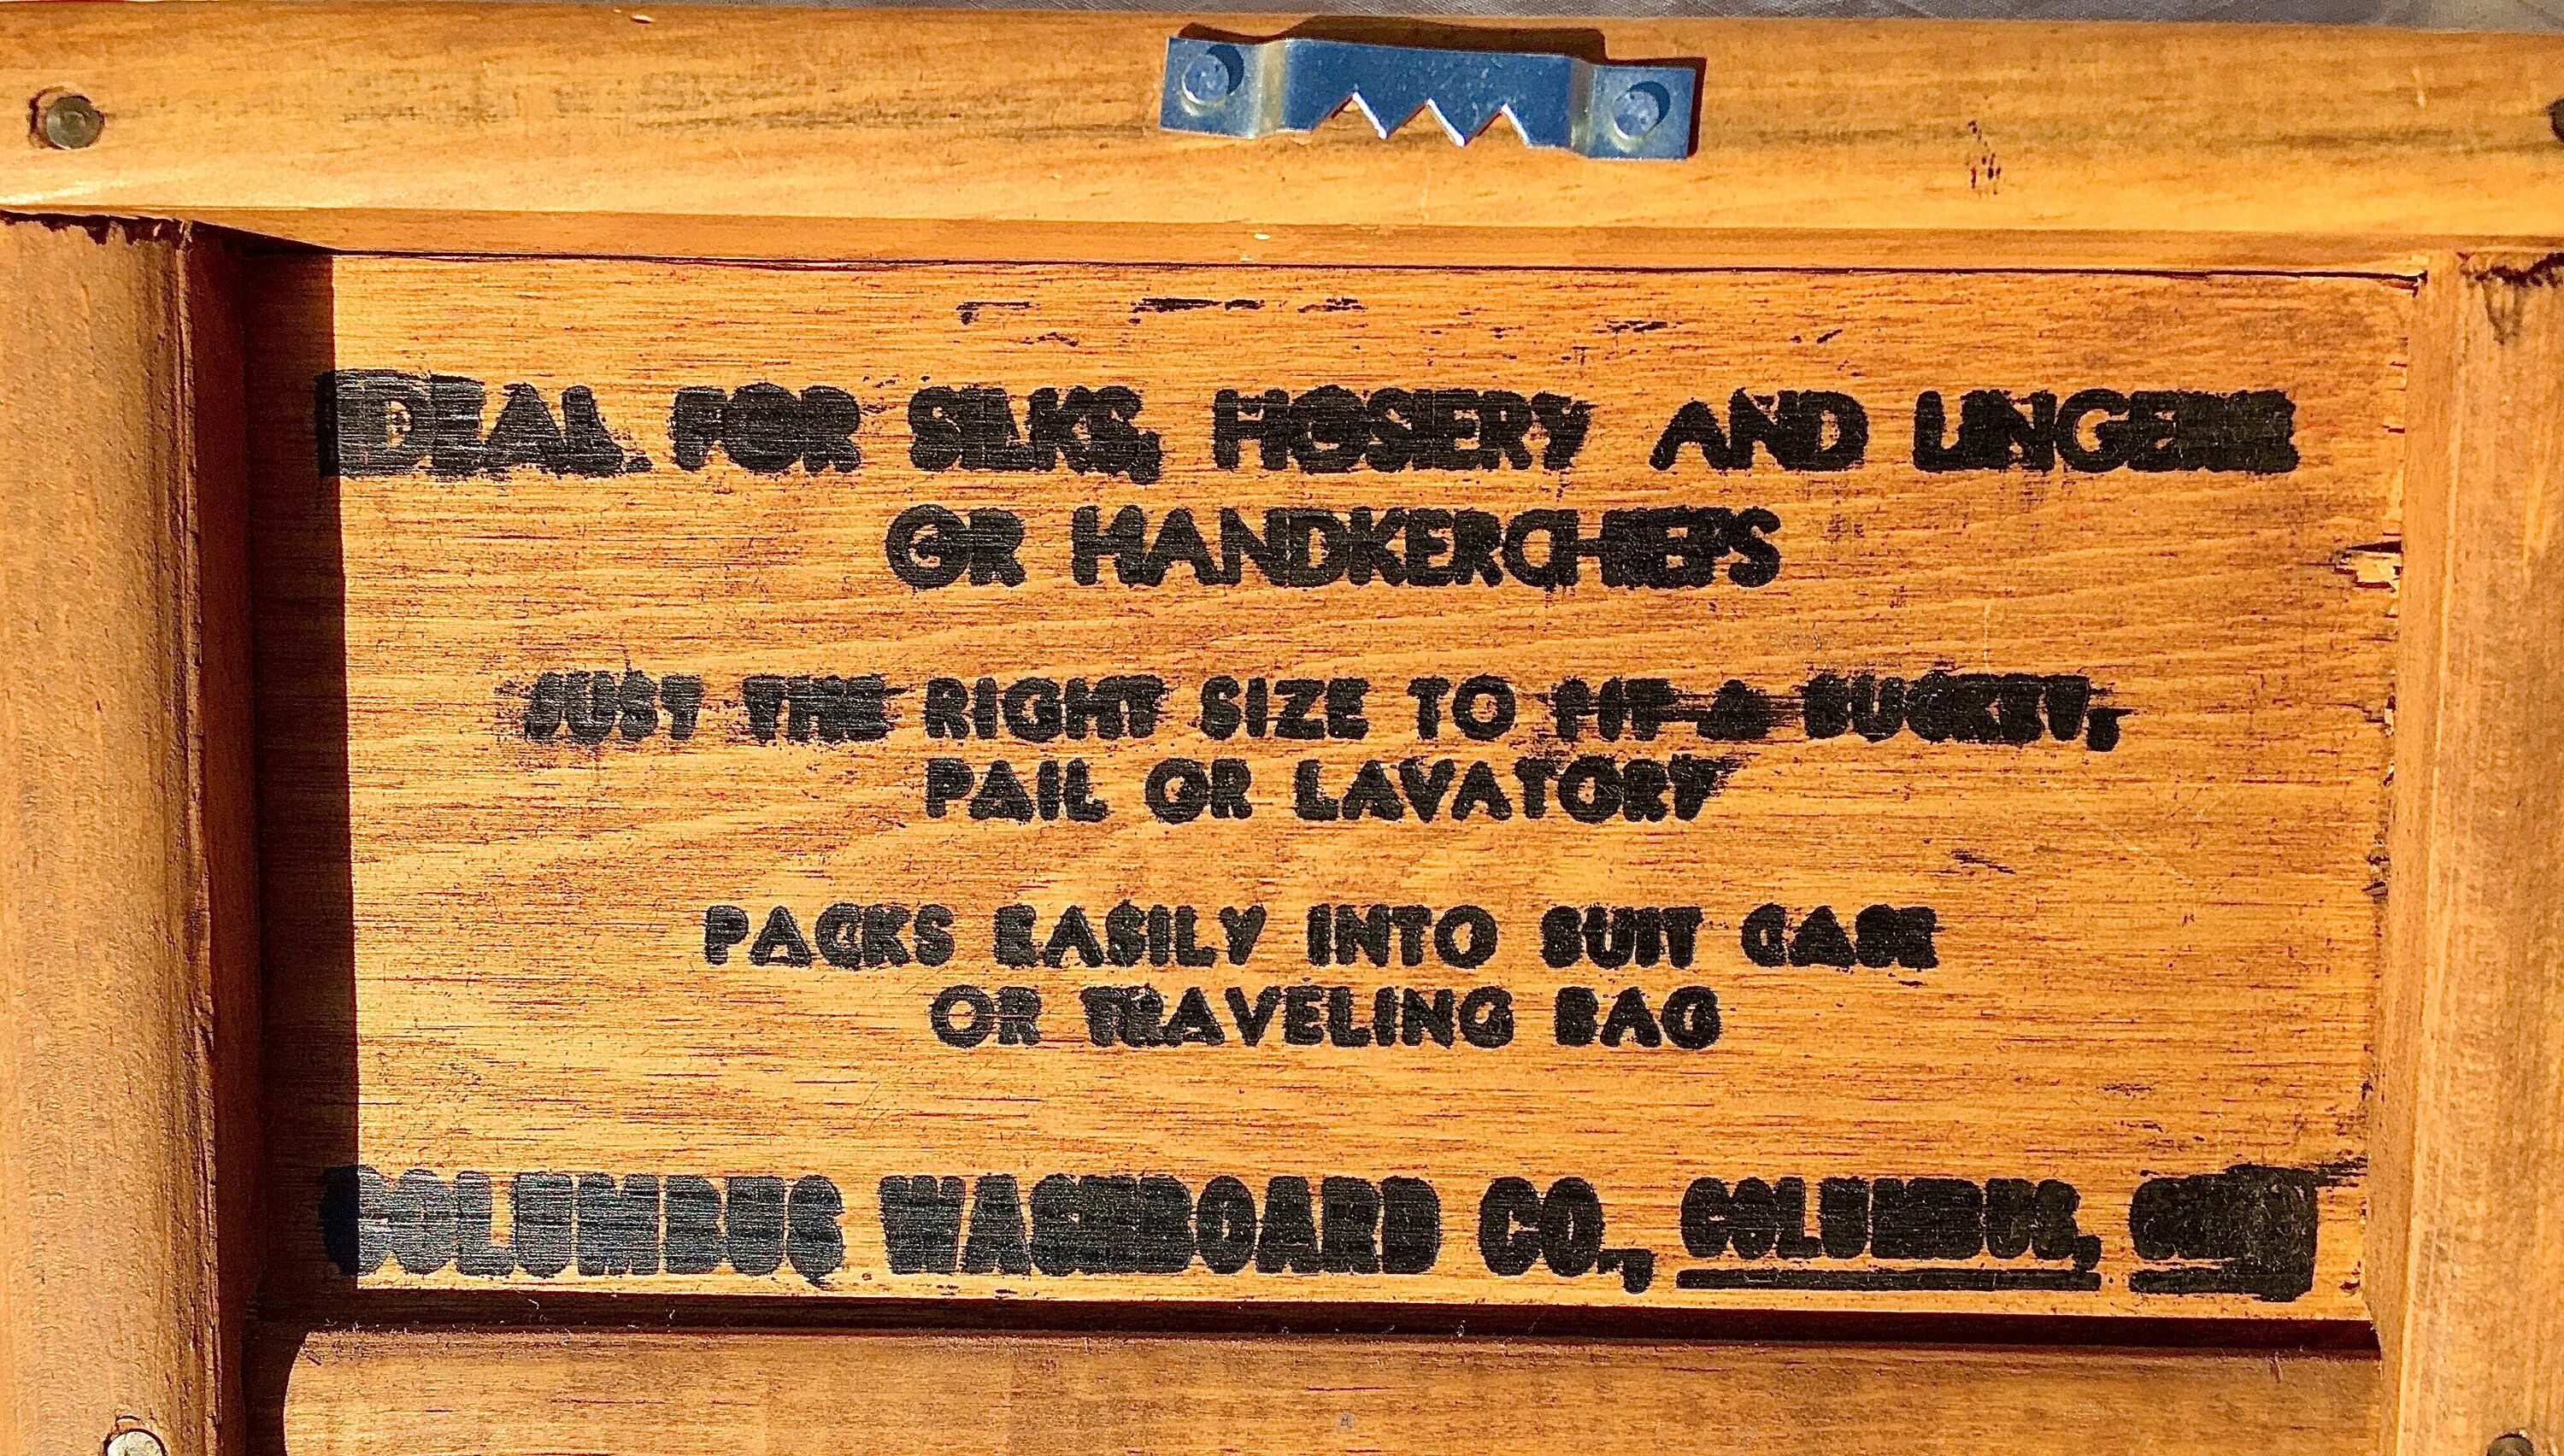 IDEAL FOR SILKS, HOSIERY AND LINGERIE
OR HANDKERCHIEFS
JUST THE RIGHT SIZE TO FIT A BUCKET,
PAIL OR LAVATORY
PACKS EASILY INTO SUIT CASE
OR TRAVELING BAG
COLUMBUS WASHBOARD CO., COLUMBUS,